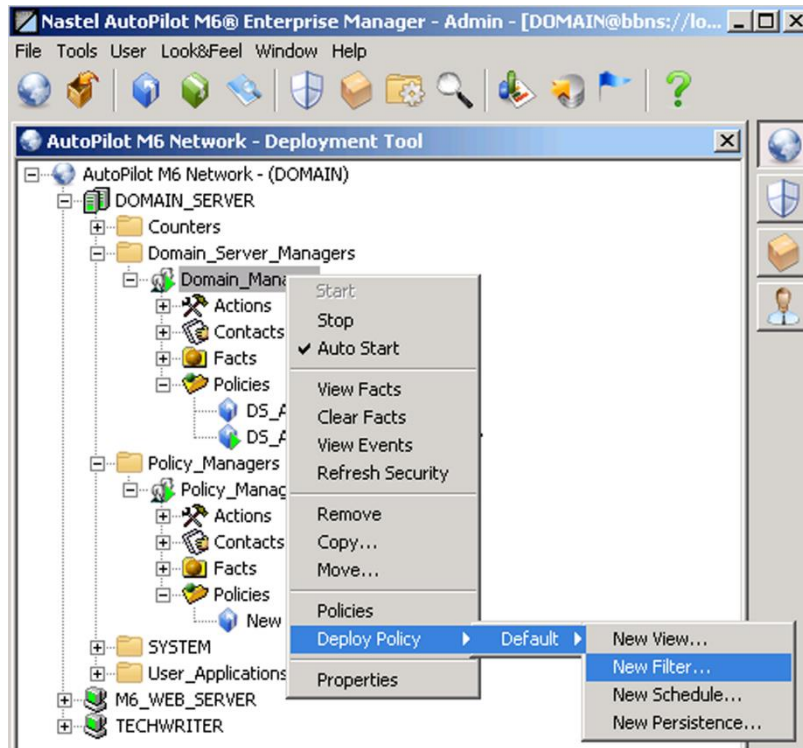 Nastel AutoPilot M6® Enterprise Manager - Admin - [DOMAIN@bbns://lo...
File Tools User Look&Feel Window Help
AutoPilot M6 Network - Deployment Tool
AutoPilot M6 Network - (DOMAIN)
DOMAIN_SERVER
Counters
Domain_Server_Managers
Domain_Mana
Actions
Contacts
Facts
Policies
DS_A
DS_A
Policy_Managers
Policy_Manag
Actions
Contacts
Facts
Policies
New
SYSTEM
User_Applications
M6_WEB_SERVER
TECHWRITER
Start
Stop
Auto Start
View Facts
Clear Facts
View Events
Refresh Security
Remove
Copy...
Move...
Policies
Deploy Policy
Properties
Default
New View...
New Filter...
New Schedule...
New Persistence...